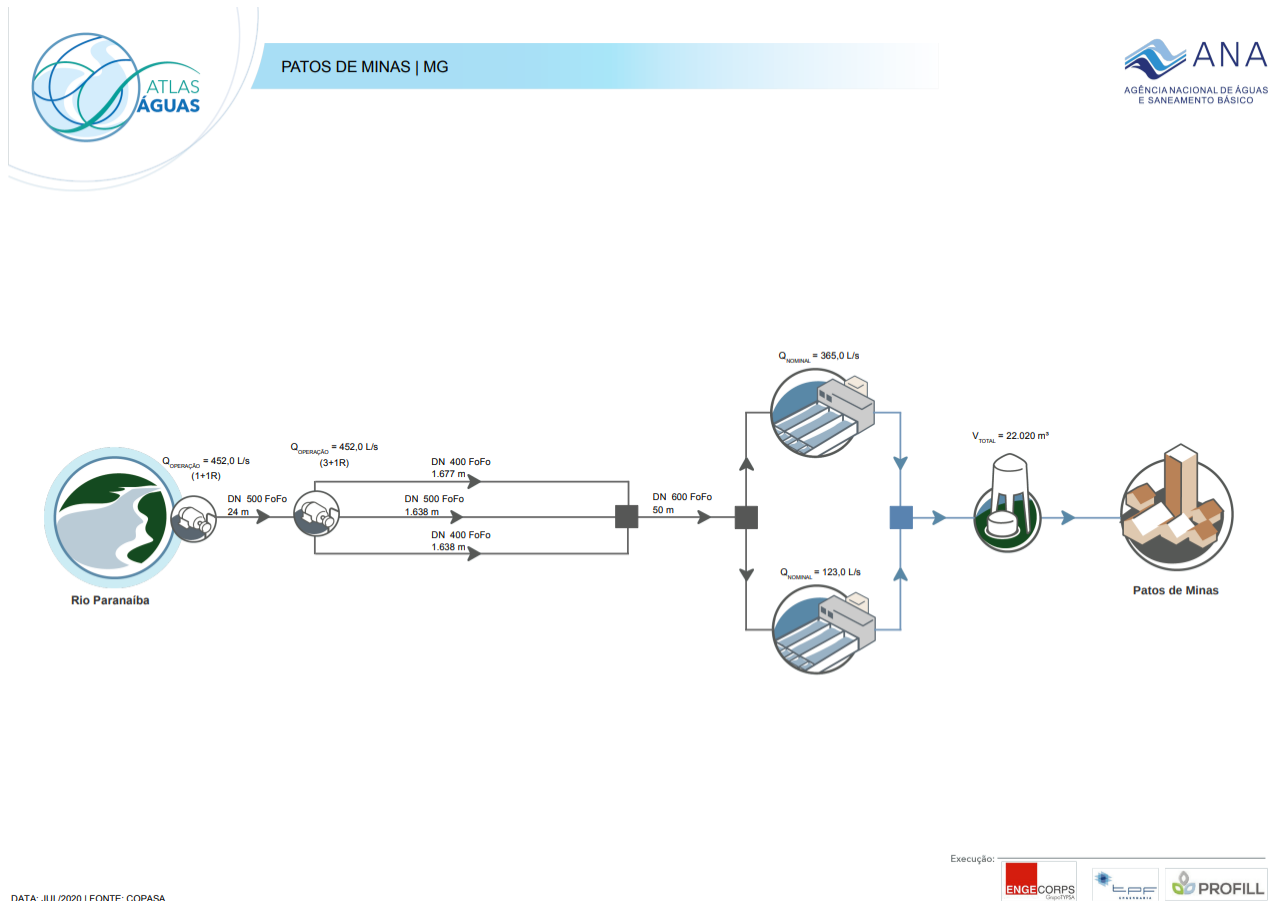 PATOS DE MINAS | MG
ATLAS
ÁGUAS
ANA
AGÊNCIA NACIONAL DE ÁGUAS
E SANEAMENTO BÁSICO
QNOMINAL = 365,0 L/s
QOPERAÇÃO = 452,0 L/s
(1+1R)
QOPERAÇÃO = 452,0 L/s
(3+1R)
DN 500 FoFo
24 m
DN 400 FoFo
1.677 m
DN 500 FoFo
1.638 m
DN 400 FoFo
1.638 m
DN 600 FoFo
50 m
VTOTAL = 22.020 m³
QNOMINAL = 123,0 L/s
Rio Paranaíba
Patos de Minas
Execução:
ENGECORPS
GrupoTYPSA
tpf
ENGENHARIA
PROFILL
DATA: JUL/2020 | FONTE: COPASA